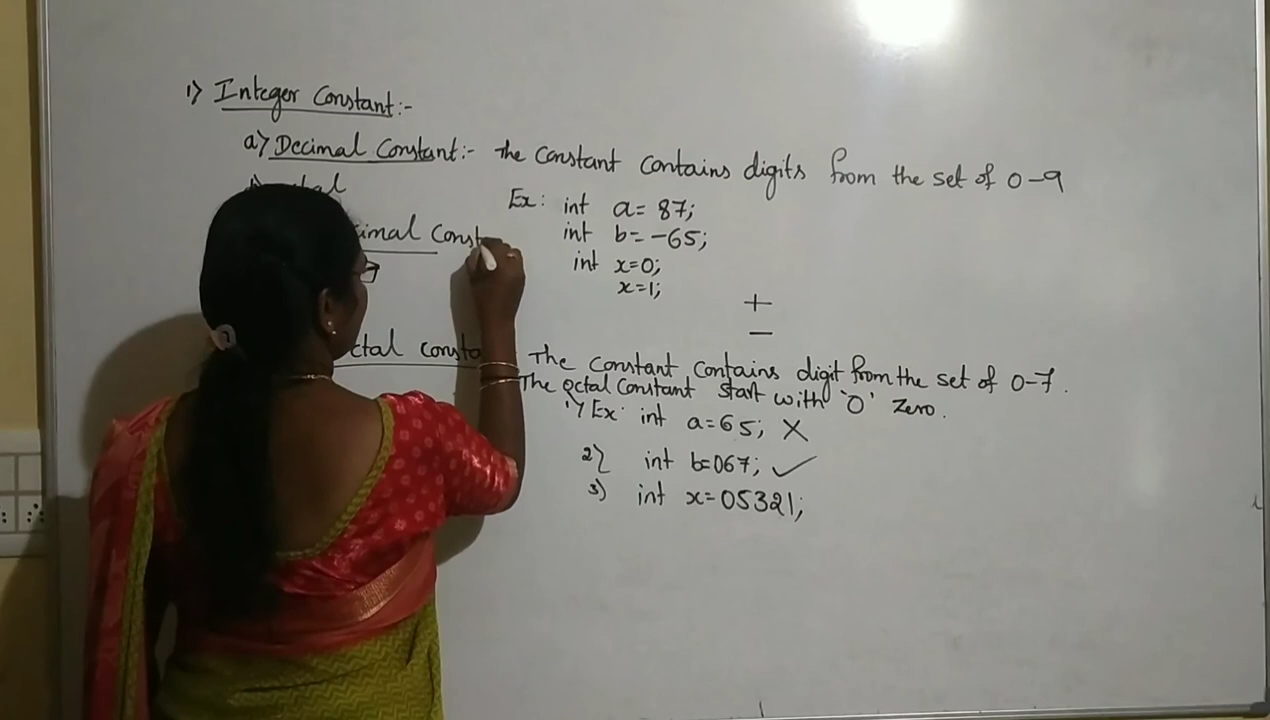 1) Integer Constant:-
a) Decimal Constant:- The constant contains digits from the set of 0-9
Ex: int a= 87;
int b= -65;
int x=0;
x=1;
+
-
The constant contains digit from the set of 0-7.
The octal constant start with '0' Zero.
1) Ex: int a=65; X
2) int b=067; ✓
3) int x=05321;